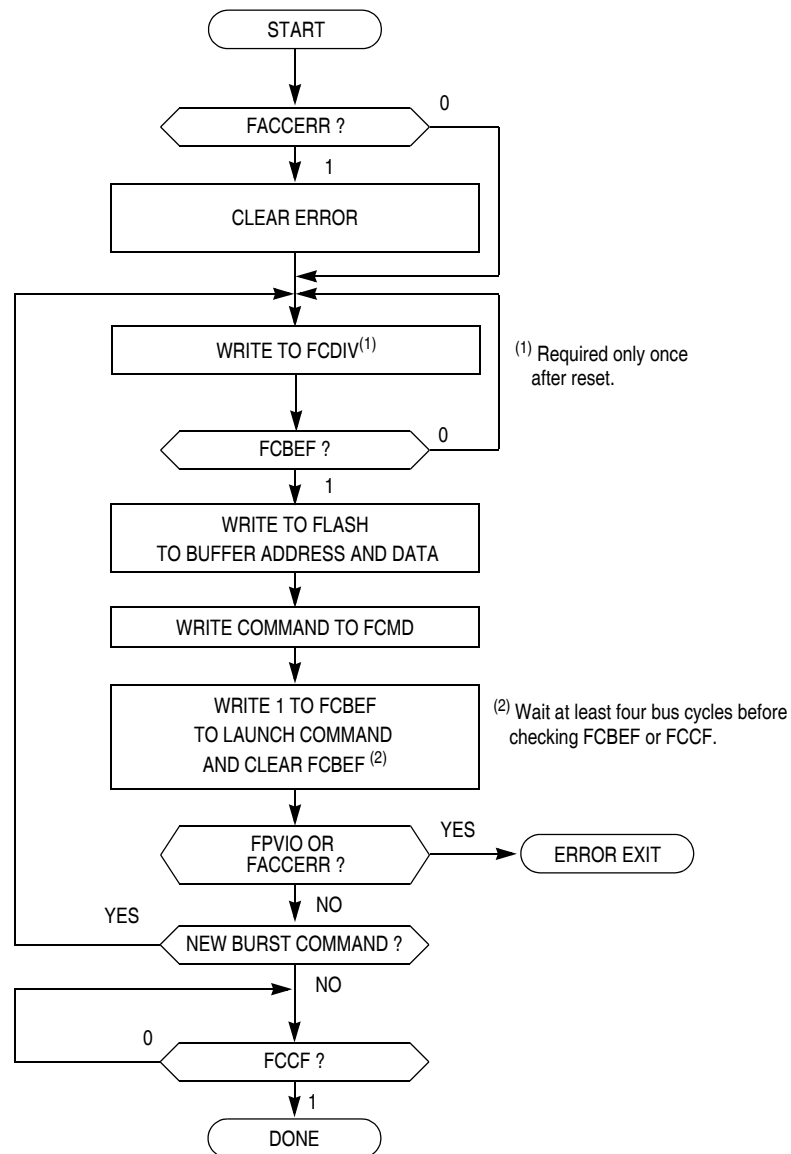 START
0
FACCERR ?
1
CLEAR ERROR
WRITE TO FCDIV(1)
(1) Required only once
after reset.
0
FCBEF ?
1
WRITE TO FLASH
TO BUFFER ADDRESS AND DATA
WRITE COMMAND TO FCMD
WRITE 1 TO FCBEF
TO LAUNCH COMMAND
AND CLEAR FCBEF (2)
(2) Wait at least four bus cycles before
checking FCBEF or FCCF.
FPVIO OR
FACCERR ?
YES
ERROR EXIT
NO
YES
NEW BURST COMMAND ?
NO
0
FCCF ?
1
DONE